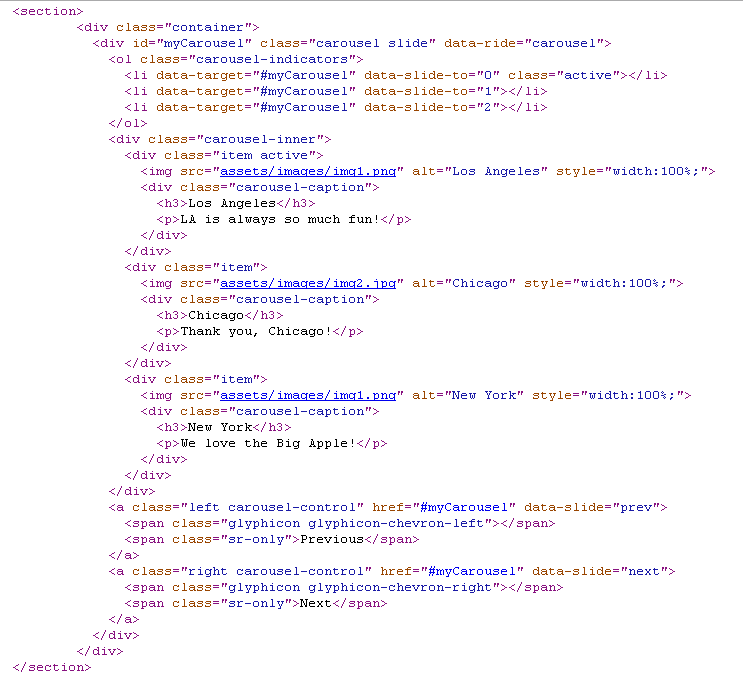 <section>
<div class="container">
<div id="myCarousel" class="carousel slide" data-ride="carousel">
<ol class="carousel-indicators">
<li data-target="#myCarousel" data-slide-to="0" class="active"></li>
<li data-target="#myCarousel" data-slide-to="1"></li>
<li data-target="#myCarousel" data-slide-to="2"></li>
</ol>
<div class="carousel-inner">
<div class="item active">
<img src="assets/images/img1.png" alt="Los Angeles" style="width:100%;">
<div class="carousel-caption">
<h3>Los Angeles</h3>
<p>LA is always so much fun!</p>
</div>
</div>
<div class="item">
<img src="assets/images/img2.jpg" alt="Chicago" style="width:100%;">
<div class="carousel-caption">
<h3>Chicago</h3>
<p>Thank you, Chicago!</p>
</div>
</div>
<div class="item">
<img src="assets/images/img1.png" alt="New York" style="width:100%;">
<div class="carousel-caption">
<h3>New York</h3>
<p>We love the Big Apple!</p>
</div>
</div>
</div>
<a class="left carousel-control" href="#myCarousel" data-slide="prev">
<span class="glyphicon glyphicon-chevron-left"></span>
<span class="sr-only">Previous</span>
</a>
<a class="right carousel-control" href="#myCarousel" data-slide="next">
<span class="glyphicon glyphicon-chevron-right"></span>
<span class="sr-only">Next</span>
</a>
</div>
</div>
</section>